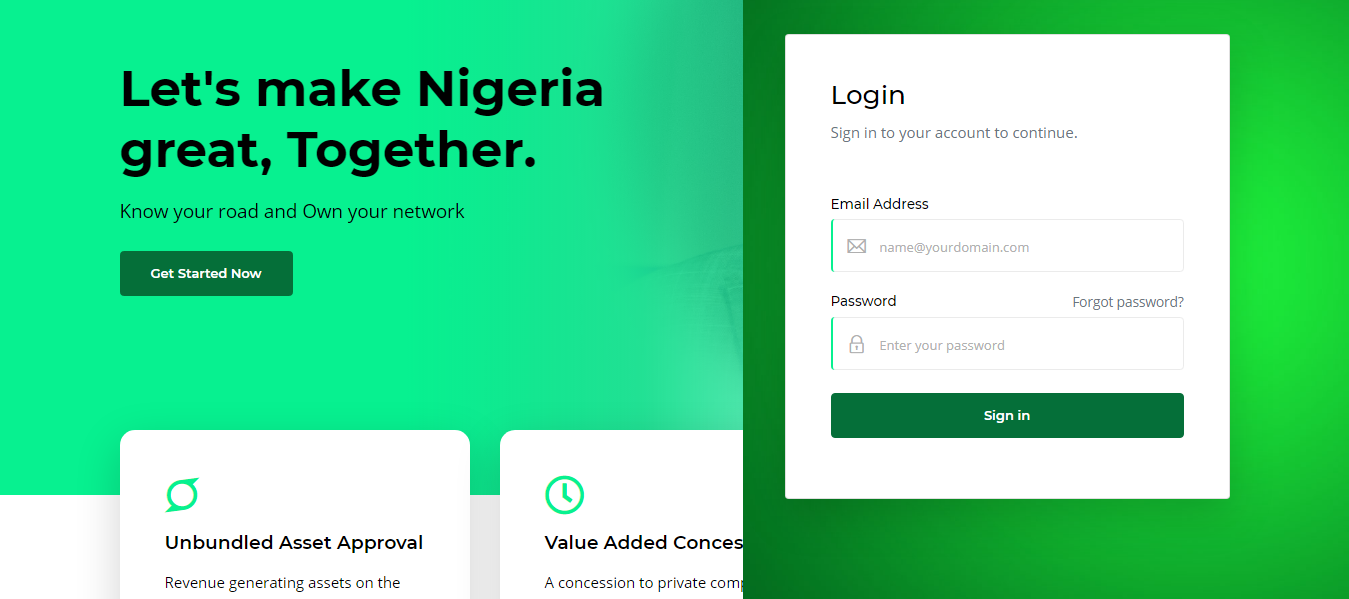 Let's make Nigeria
great, Together.
Know your road and Own your network
Get Started Now
Unbundled Asset Approval
Revenue generating assets on the
Value Added Conces
A concession to private comp
Login
Sign in to your account to continue.
Email Address
name@yourdomain.com
Password
Forgot password?
Enter your password
Sign in